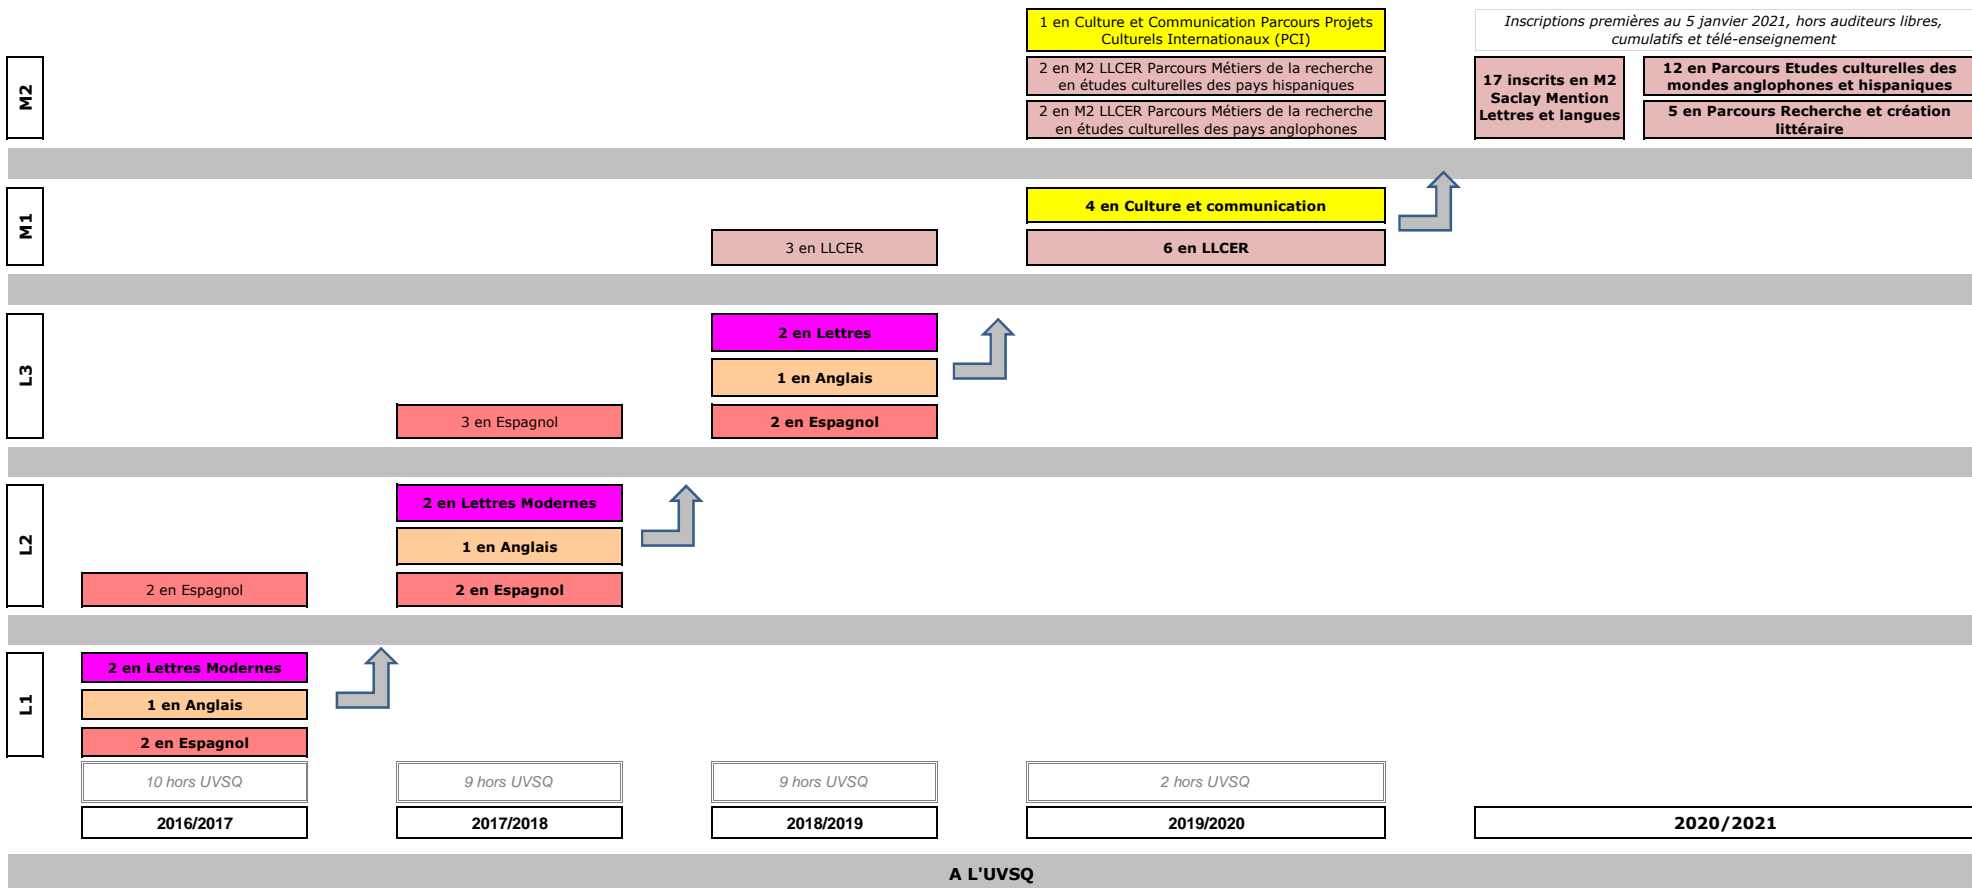 1 en Culture et Communication Parcours Projets
Culturels Internationaux (PCI)
Inscriptions premières au 5 janvier 2021, hors auditeurs libres,
cumulatifs et télé-enseignement
M2
2 en M2 LLCER Parcours Métiers de la recherche
en études culturelles des pays hispaniques
2 en M2 LLCER Parcours Métiers de la recherche
en études culturelles des pays anglophones
17 inscrits en M2
Saclay Mention
Lettres et langues
12 en Parcours Etudes culturelles des
mondes anglophones et hispaniques
5 en Parcours Recherche et création
littéraire
M1
4 en Culture et communication
3 en LLCER
6 en LLCER
L3
2 en Lettres
1 en Anglais
3 en Espagnol
2 en Espagnol
L2
2 en Lettres Modernes
1 en Anglais
2 en Espagnol
2 en Espagnol
L1
2 en Lettres Modernes
1 en Anglais
2 en Espagnol
10 hors UVSQ
9 hors UVSQ
9 hors UVSQ
2 hors UVSQ
2016/2017
2017/2018
2018/2019
2019/2020
2020/2021
A L'UVSQ